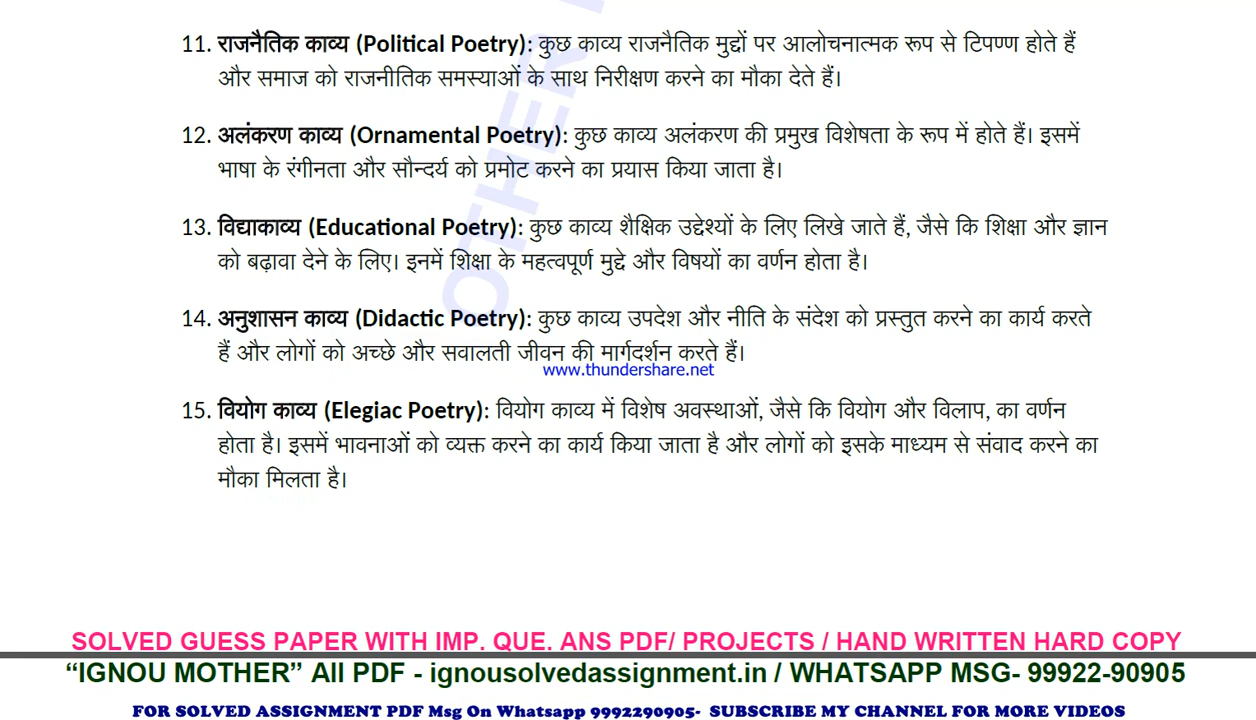 11. राजनैतिक काव्य (Political Poetry): कुछ काव्य राजनैतिक मुद्दों पर आलोचनात्मक रूप से टिपण्ण होते हैं
और समाज को राजनीतिक समस्याओं के साथ निरीक्षण करने का मौका देते हैं।
12. अलंकरण काव्य (Ornamental Poetry): कुछ काव्य अलंकरण की प्रमुख विशेषता के रूप में होते हैं। इसमें
भाषा के रंगीनता और सौन्दर्य को प्रमोट करने का प्रयास किया जाता है।
13. विद्याकाव्य (Educational Poetry): कुछ काव्य शैक्षिक उद्देश्यों के लिए लिखे जाते हैं, जैसे कि शिक्षा और ज्ञान
को बढ़ावा देने के लिए। इनमें शिक्षा के महत्वपूर्ण मुद्दे और विषयों का वर्णन होता है।
14. अनुशासन काव्य (Didactic Poetry): कुछ काव्य उपदेश और नीति के संदेश को प्रस्तुत करने का कार्य करते
हैं और लोगों को अच्छे और सवालती जीवन की मार्गदर्शन करते हैं।
www.thundershare.net
15. वियोग काव्य (Elegiac Poetry): वियोग काव्य में विशेष अवस्थाओं, जैसे कि वियोग और विलाप, का वर्णन
होता है। इसमें भावनाओं को व्यक्त करने का कार्य किया जाता है और लोगों को इसके माध्यम से संवाद करने का
मौका मिलता है।
OTHER
SOLVED GUESS PAPER WITH IMP. QUE. ANS PDF/ PROJECTS / HAND WRITTEN HARD COPY
“IGNOU MOTHER” All PDF - ignousolvedassignment.in / WHATSAPP MSG- 99922-90905
FOR SOLVED ASSIGNMENT PDF Msg On Whatsapp 9992290905- SUBSCRIBE MY CHANNEL FOR MORE VIDEOS